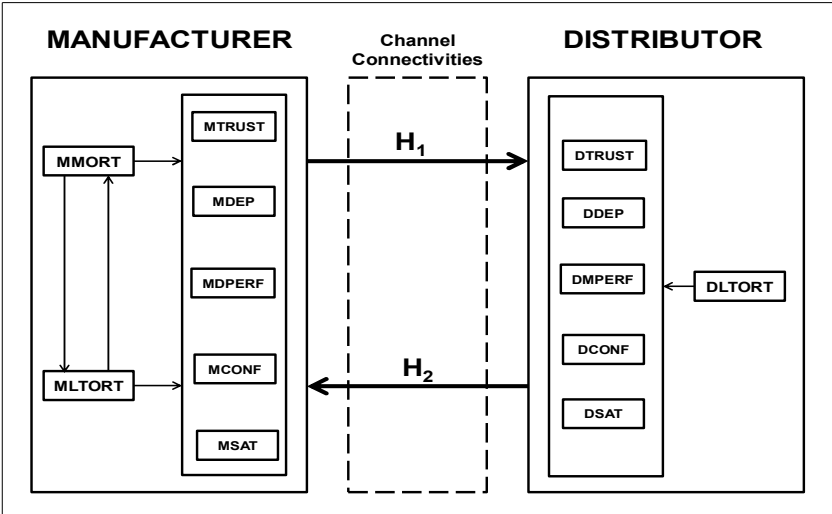 MANUFACTURER
Channel
Connectivities
DISTRIBUTOR
MMORT
MLTORT
MTRUST
MDEP
MDPERF
MCONF
MSAT
H1
H2
DTRUST
DDEP
DMPERF
DCONF
DSAT
DLTORT